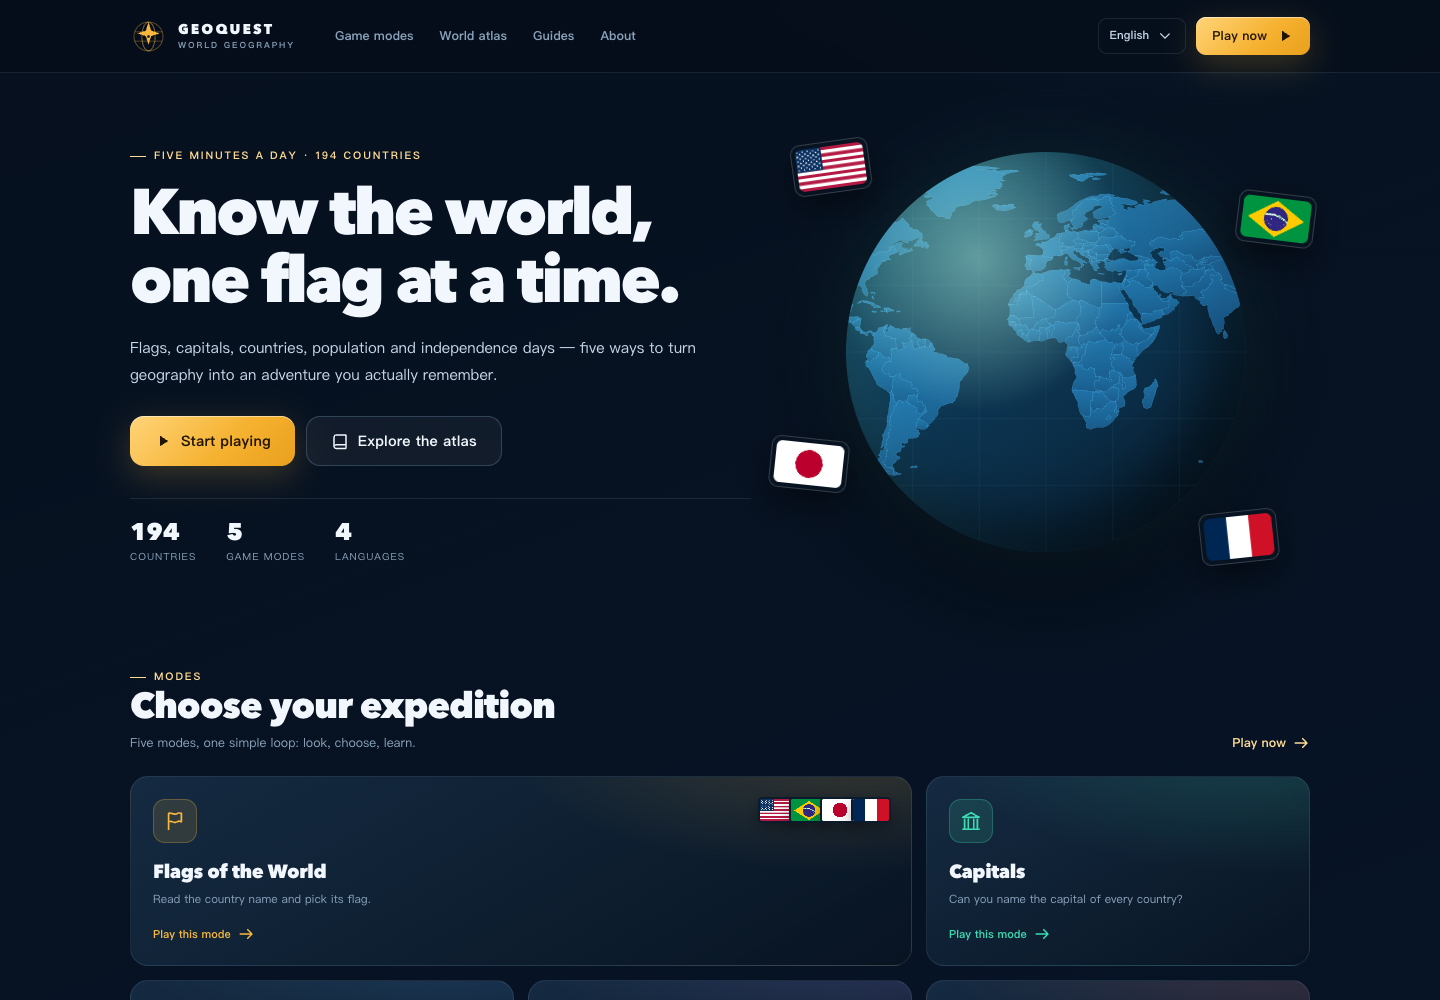 GEOQUEST
WORLD GEOGRAPHY
Game modes
World atlas
Guides
About
English
Play now
FIVE MINUTES A DAY · 194 COUNTRIES
Know the world,
one flag at a time.
Flags, capitals, countries, population and independence days — five ways to turn
geography into an adventure you actually remember.
Start playing
Explore the atlas
194
COUNTRIES
5
GAME MODES
4
LANGUAGES
MODES
Choose your expedition
Five modes, one simple loop: look, choose, learn.
Play now
Flags of the World
Read the country name and pick its flag.
Play this mode
Capitals
Can you name the capital of every country?
Play this mode